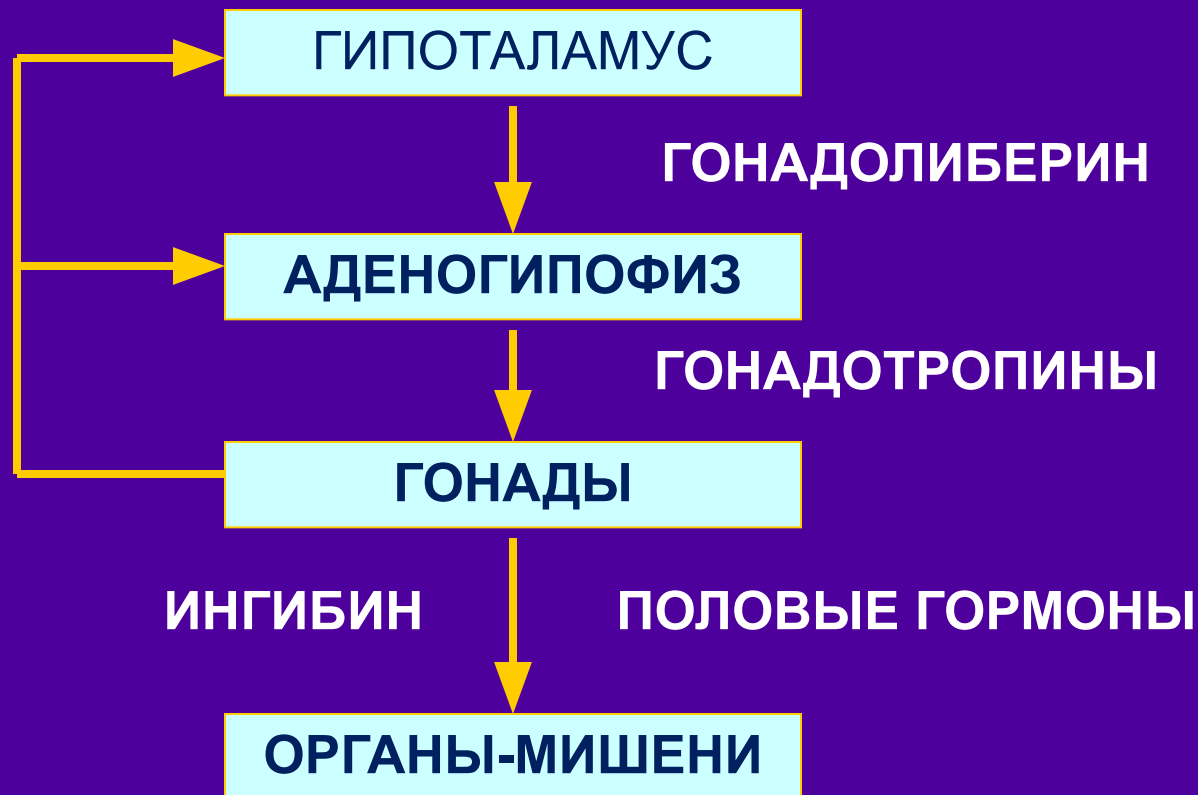 ГИПОТАЛАМУС
ГОНАДОЛИБЕРИН
АДЕНОГИПОФИЗ
ГОНАДОТРОПИНЫ
ГОНАДЫ
ИНГИБИН ПОЛОВЫЕ ГОРМОНЫ
ОРГАНЫ-МИШЕНИ